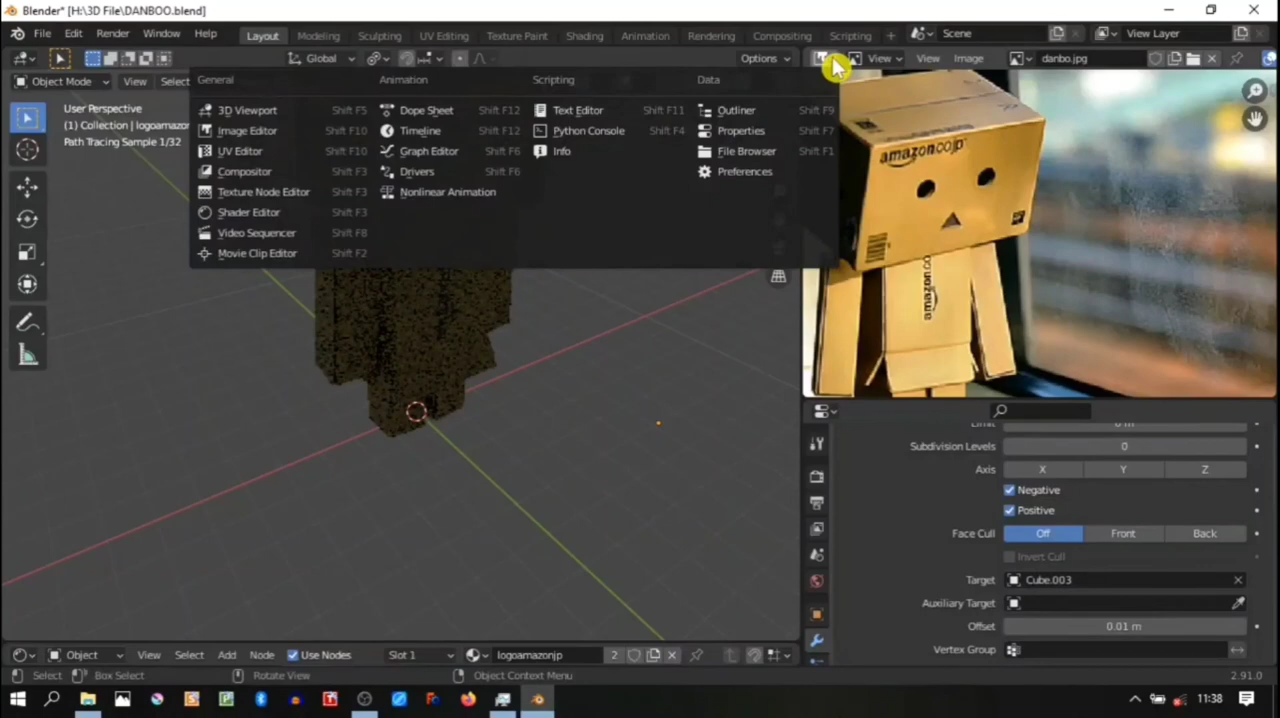 Blender* [H:\3D File\DANBOO.blend]
File Edit Render Window Help Layout Modeling Sculpting UV Editing Texture Paint Shading Animation Rendering Compositing Scripting + Scene View Layer
Global Options View View Image danbo.jpg
Object Mode View Select
User Perspective
(1) Collection | logoamazor
Path Tracing Sample 1/32
General Animation Scripting Data
3D Viewport Shift F5 Dope Sheet Shift F12 Text Editor Shift F11 Outliner Shift F9
Image Editor Shift F10 Timeline Shift F12 Python Console Shift F4 Properties Shift F7
UV Editor Shift F10 Graph Editor Shift F6 Info File Browser Shift F1
Compositor Shift F3 Drivers Shift F6 Preferences
Texture Node Editor Shift F3 Nonlinear Animation
Shader Editor Shift F3
Video Sequencer Shift F8
Movie Clip Editor Shift F2
amazon.co.jp
amazon.co
Subdivision Levels 0
Axis X Y Z
Negative
Positive
Face Cull Off Front Back
Invert Cull
Target Cube.003
Auxiliary Target
Offset 0.01 m
Vertex Group
Object View Select Add Node Use Nodes Slot 1 logoamazonjp 2
Select Box Select Rotate View Object Context Menu 2.91.0
11:38